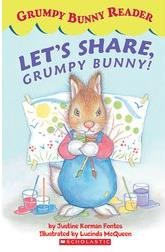 GRUMPY BUNNY READER
LET'S SHARE,
GRUMPY BUNNY!
by Justine Korman Fontes
Illustrated by Lucinda McQueen
SCHOLASTIC